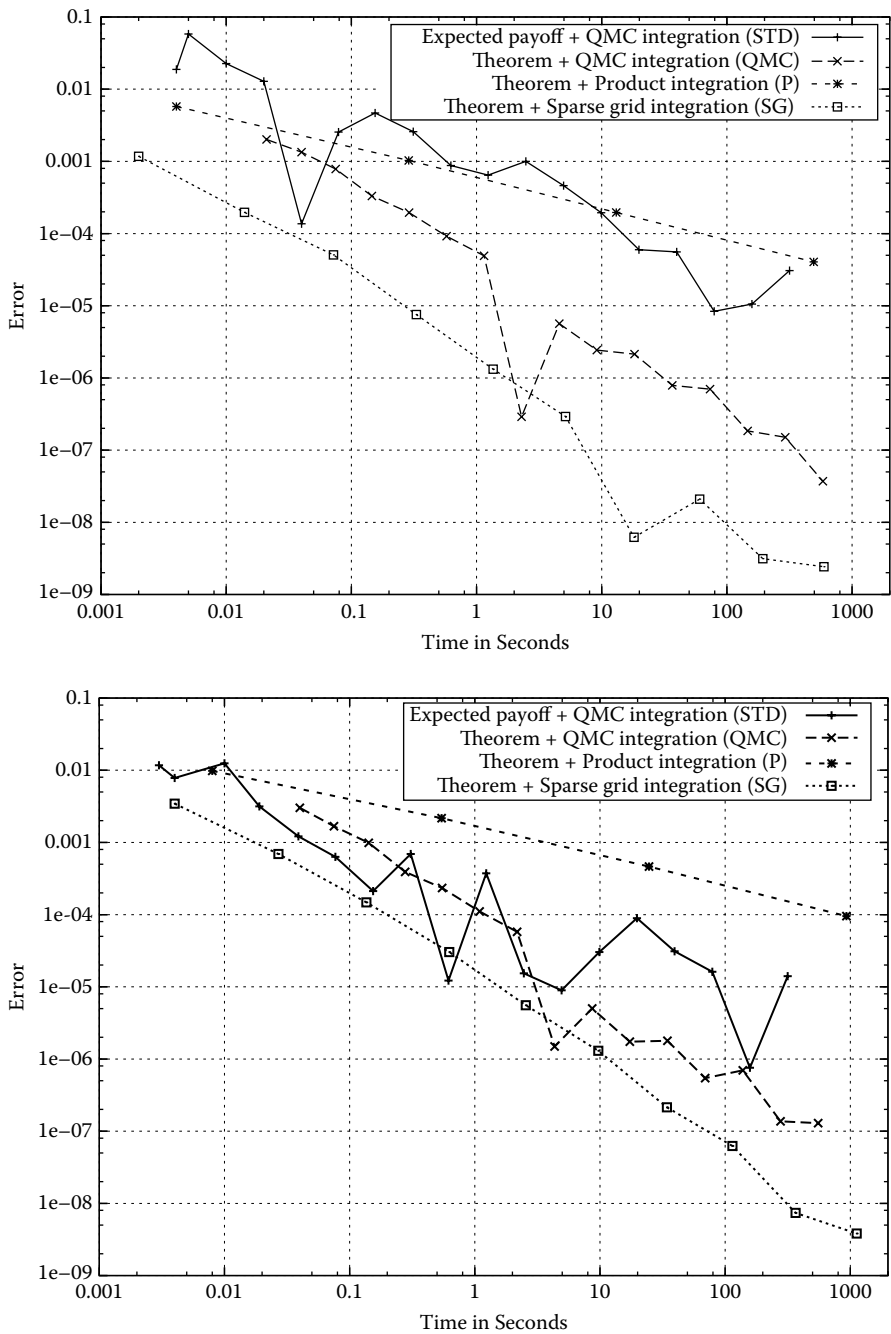 0.1
Expected payoff + QMC integration (STD)
Theorem + QMC integration (QMC)
Theorem + Product integration (P)
Theorem + Sparse grid integration (SG)
0.01
0.001
1e−04
1e−05
1e−06
1e−07
1e−08
1e−09
Error
0.001 0.01 0.1 1 10 100 1000
Time in Seconds
0.1
Expected payoff + QMC integration (STD)
Theorem + QMC integration (QMC)
Theorem + Product integration (P)
Theorem + Sparse grid integration (SG)
0.01
0.001
1e−04
1e−05
1e−06
1e−07
1e−08
1e−09
Error
0.001 0.01 0.1 1 10 100 1000
Time in Seconds